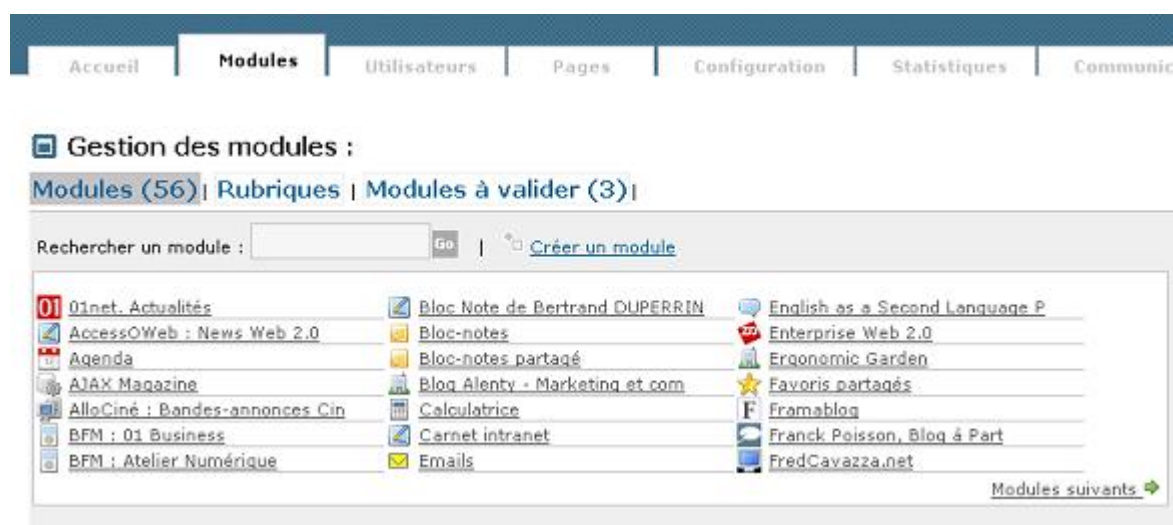 Accueil Modules Utilisateurs Pages Configuration Statistiques Communic
Gestion des modules :
Modules (56) | Rubriques | Modules à valider (3) |
Rechercher un module : Go | Créer un module
01 01net. Actualités
AccessOWeb : News Web 2.0
Agenda
AJAX Magazine
AlloCiné : Bandes-annonces Cin
BFM : 01 Business
BFM : Atelier Numérique
Bloc Note de Bertrand DUPERRIN
Bloc-notes
Bloc-notes partagé
Blog Alenty - Marketing et com
Calculatrice
Carnet intranet
Emails
English as a Second Language P
Enterprise Web 2.0
Ergonomic Garden
Favoris partagés
F Framablog
Franck Poisson, Blog á Part
FredCavazza.net
Modules suivants